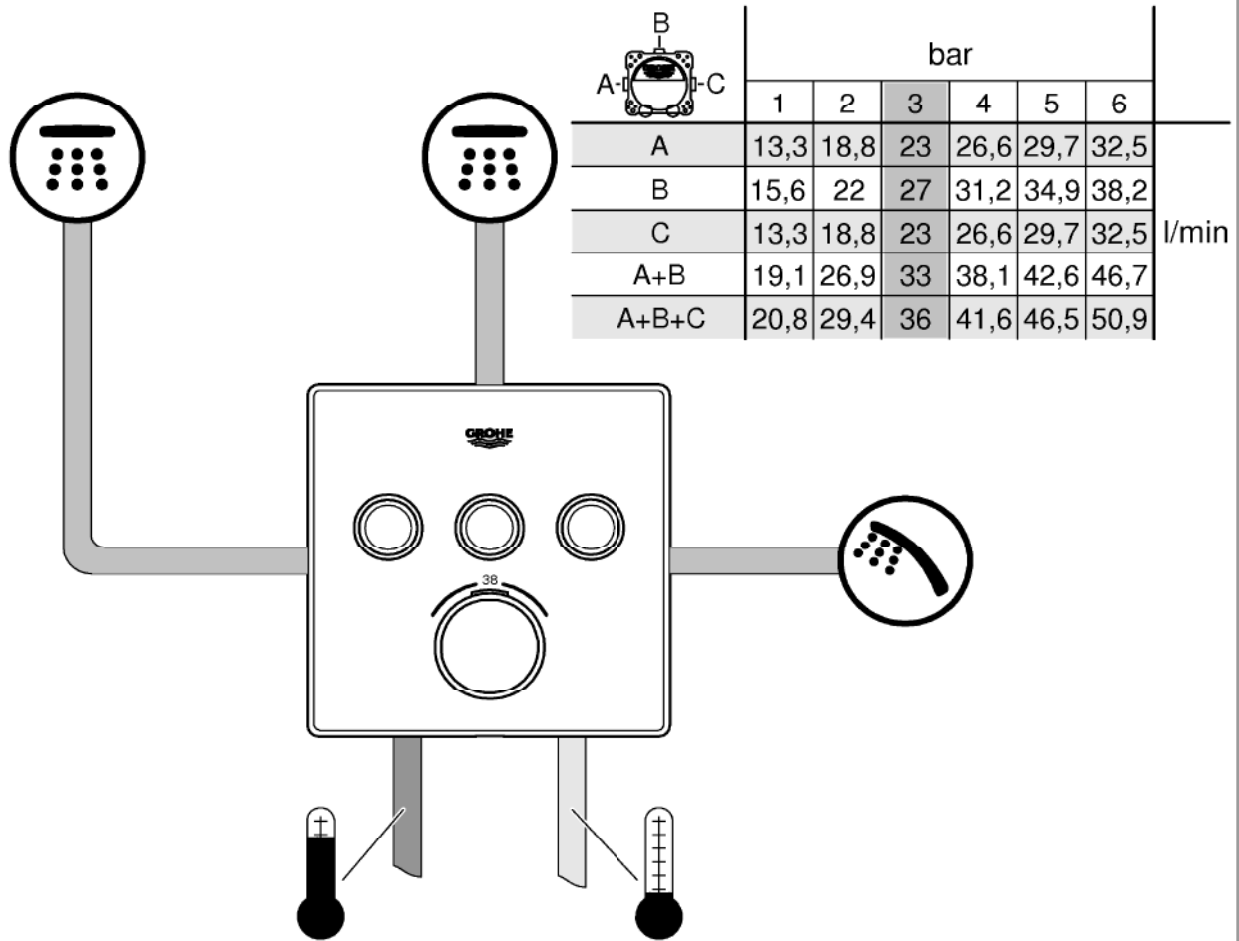 B
A
C
bar
1 2 3 4 5 6
A 13,3 18,8 23 26,6 29,7 32,5
B 15,6 22 27 31,2 34,9 38,2
C 13,3 18,8 23 26,6 29,7 32,5 l/min
A+B 19,1 26,9 33 38,1 42,6 46,7
A+B+C 20,8 29,4 36 41,6 46,5 50,9
GROHE
38